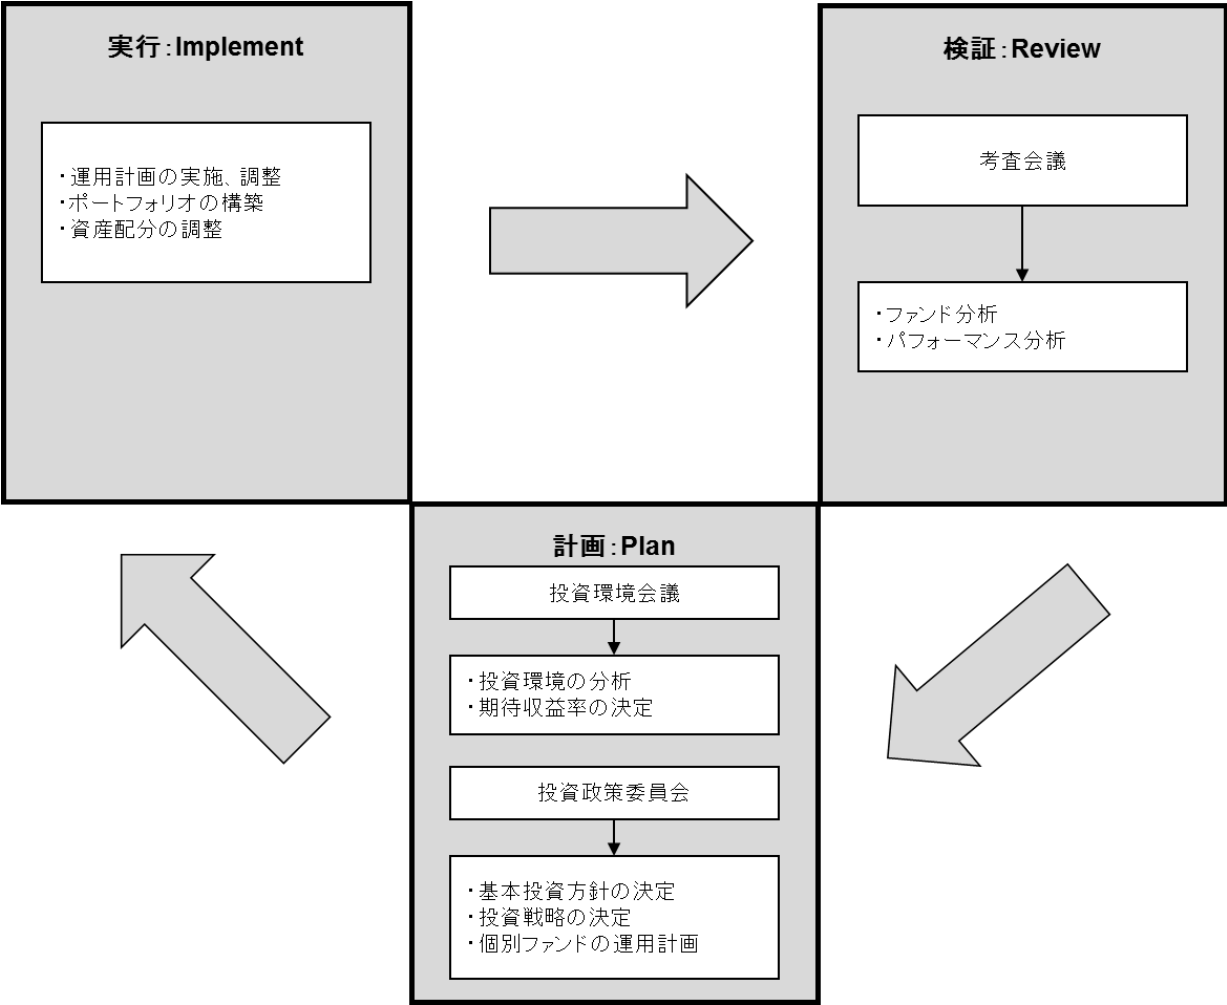 実行：Implement
・運用計画の実施、調整
・ポートフォリオの構築
・資産配分の調整
検証：Review
考査会議
・ファンド分析
・パフォーマンス分析
計画：Plan
投資環境会議
・投資環境の分析
・期待収益率の決定
投資政策委員会
・基本投資方針の決定
・投資戦略の決定
・個別ファンドの運用計画